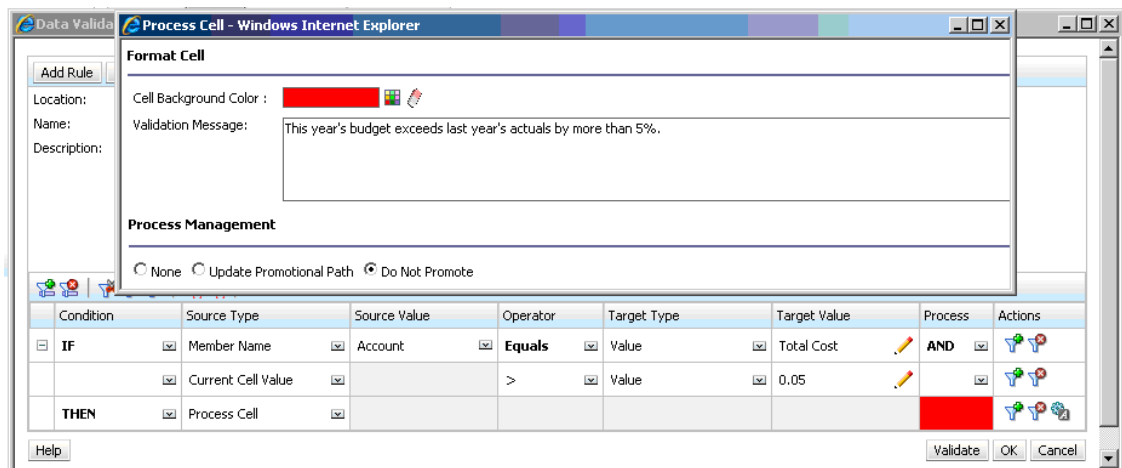 Data Valida
Process Cell - Windows Internet Explorer
Format Cell
Add Rule
Location:
Cell Background Color :
Name:
Validation Message:
This year's budget exceeds last year's actuals by more than 5%.
Description:
Process Management
None Update Promotional Path Do Not Promote
Condition Source Type Source Value Operator Target Type Target Value Process Actions
IF Member Name Account Equals Value Total Cost AND
Current Cell Value > Value 0.05
THEN Process Cell
Help Validate OK Cancel